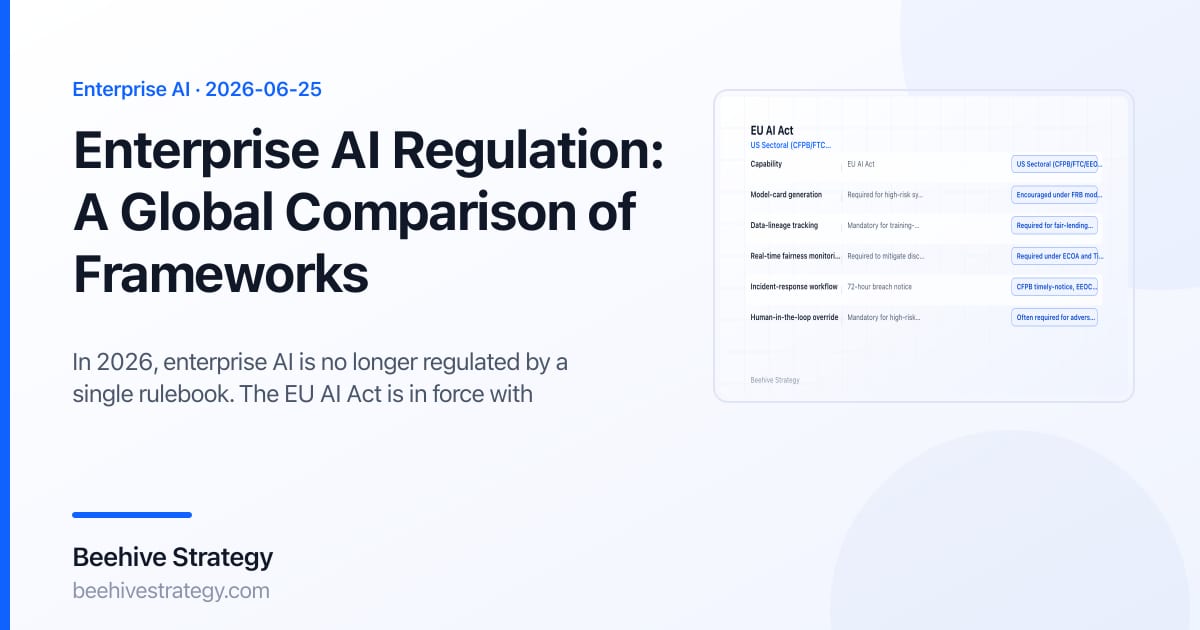 Enterprise AI · 2026-06-25
Enterprise AI Regulation:
A Global Comparison of
Frameworks
In 2026, enterprise AI is no longer regulated by a
single rulebook. The EU AI Act is in force with
Beehive Strategy
beehivestrategy.com
EU AI Act
US Sectoral (CFPB/FTC...
Capability EU AI Act US Sectoral (CFPB/FTC/EEO...
Model-card generation Required for high-risk sy... Encouraged under FRB mod...
Data-lineage tracking Mandatory for training-... Required for fair-lending...
Real-time fairness monitori... Required to mitigate disc... Required under ECOA and Ti...
Incident-response workflow 72-hour breach notice CFPB timely-notice, EEOC...
Human-in-the-loop override Mandatory for high-risk... Often required for advers...
Beehive Strategy